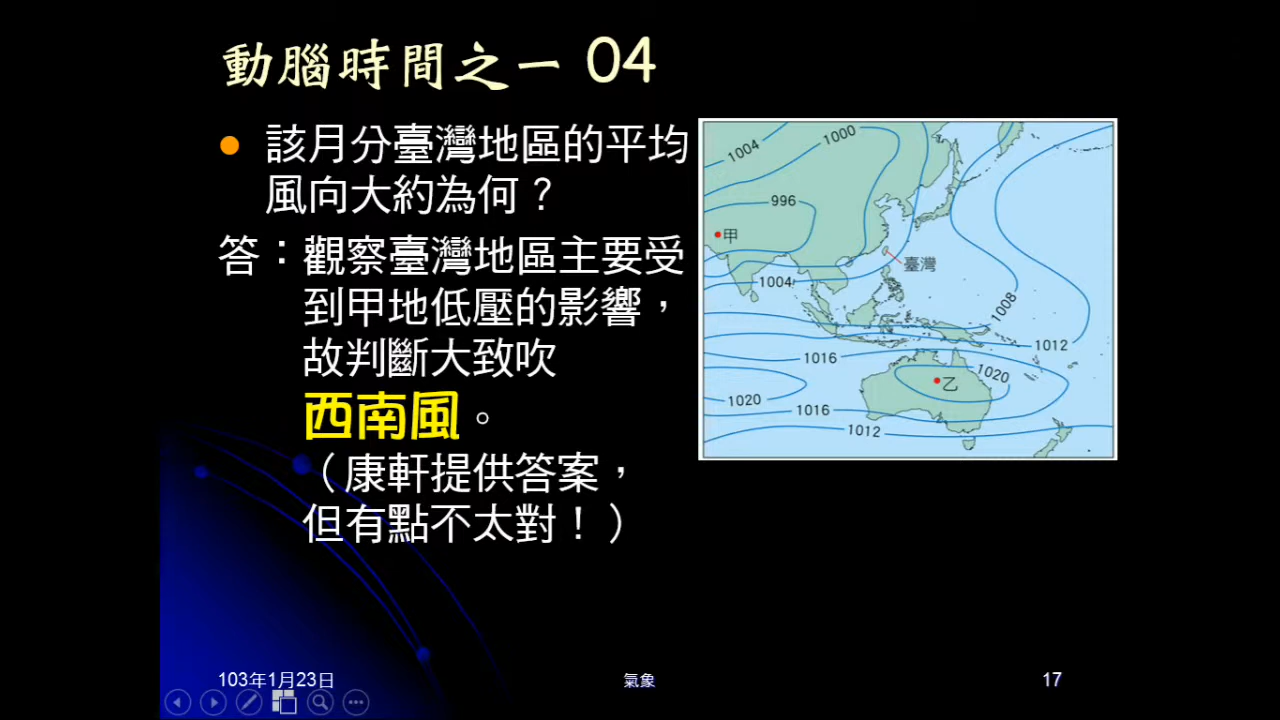 動腦時間之一 04
該月分臺灣地區的平均
風向大約為何？
答：觀察臺灣地區主要受
到甲地低壓的影響，
故判斷大致吹
西南風。
（康軒提供答案，
但有點不太對！）
1004
1000
996
甲
臺灣
1004
1008
1012
1016
1020
乙
1020
1016
1012
103年1月23日
氣象
17